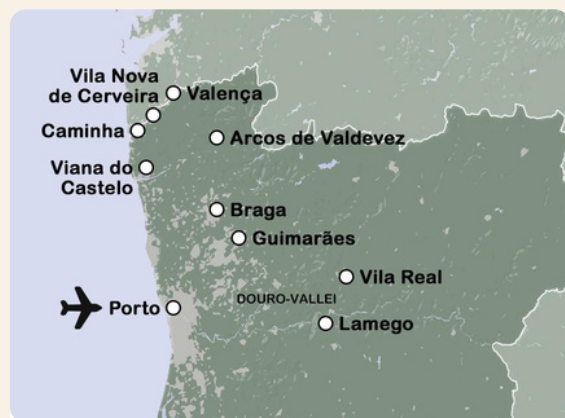 Vila Nova
de Cerveira
Valença
Caminha
Arcos de Valdevez
Viana do
Castelo
Braga
Guimarães
Vila Real
DOURO-VALLEI
Porto
Lamego